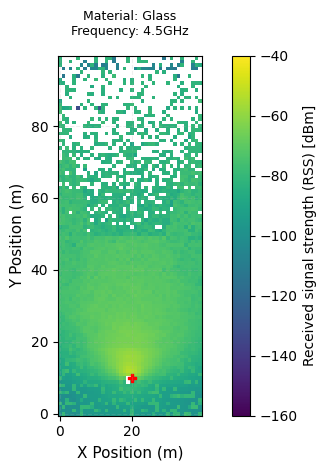 Material: Glass
Frequency: 4.5GHz
80
60
40
20
0
Y Position (m)
0
20
X Position (m)
−40
−60
−80
−100
−120
−140
−160
Received signal strength (RSS) [dBm]